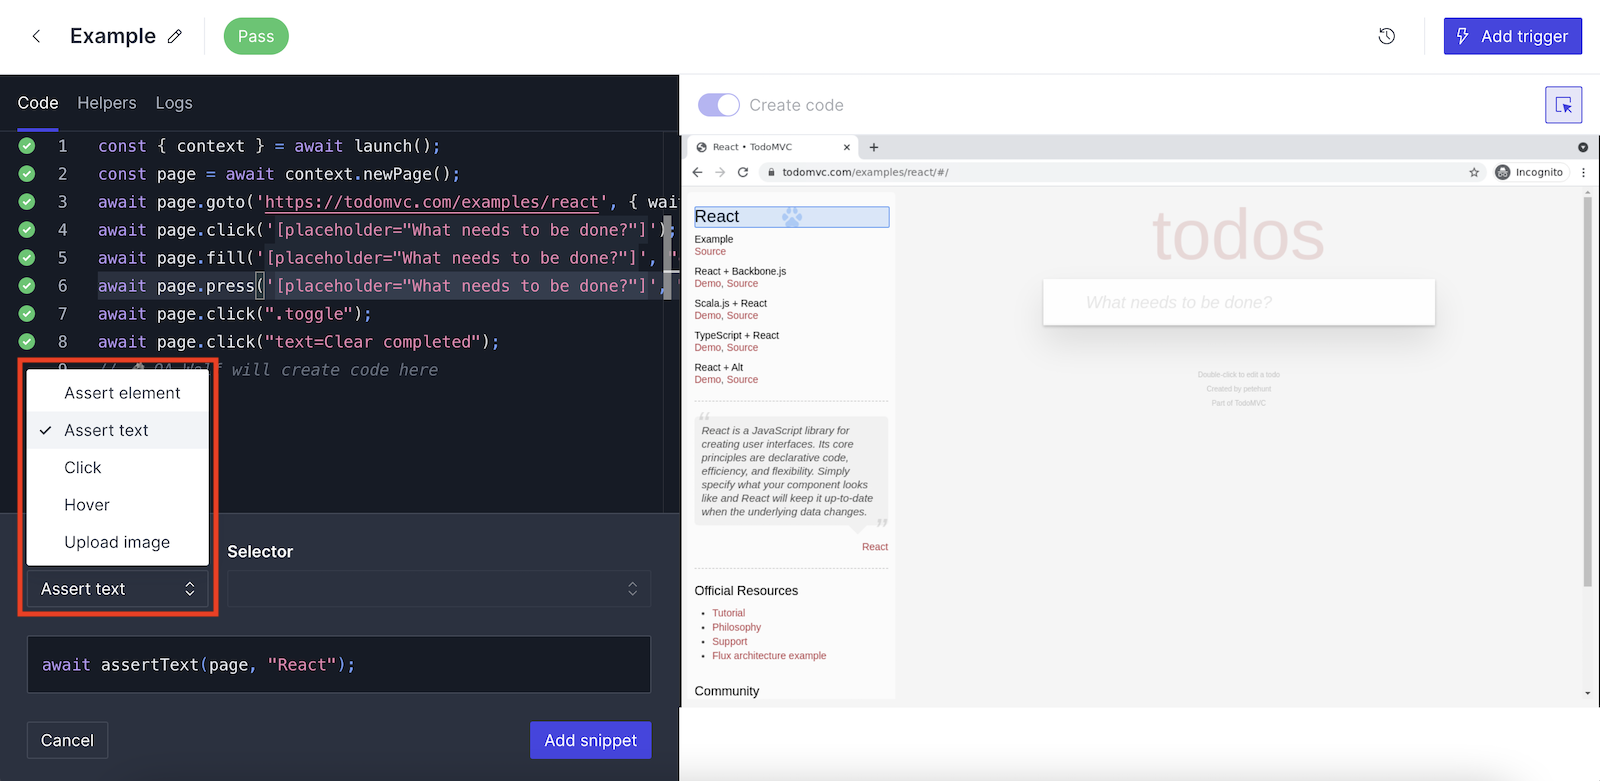 Example
Pass
Add trigger
Code Helpers Logs
Create code
1 const { context } = await launch();
2 const page = await context.newPage();
3 await page.goto('https://todomvc.com/examples/react', { wai
4 await page.click('[placeholder="What needs to be done?"]');
5 await page.fill('[placeholder="What needs to be done?"]', "
6 await page.press('[placeholder="What needs to be done?"]', "
7 await page.click(".toggle");
8 await page.click("text=Clear completed");
9 // QA Wolf will create code here
Assert element
Assert text
Click
Hover
Upload image
Assert text
Selector
await assertText(page, "React");
Cancel
Add snippet
React • TodoMVC
todomvc.com/examples/react/#/
Incognito
React
Example
Source
React + Backbone.js
Demo, Source
Scala.js + React
Demo, Source
TypeScript + React
Demo, Source
React + Alt
Demo, Source
“
React is a JavaScript library for
creating user interfaces. Its core
principles are declarative code,
efficiency, and flexibility. Simply
specify what your component looks
like and React will keep it up-to-date
when the underlying data changes.
”
React
Official Resources
• Tutorial
• Philosophy
• Support
• Flux architecture example
Community
todos
What needs to be done?
Double-click to edit a todo
Created by petehunt
Part of TodoMVC